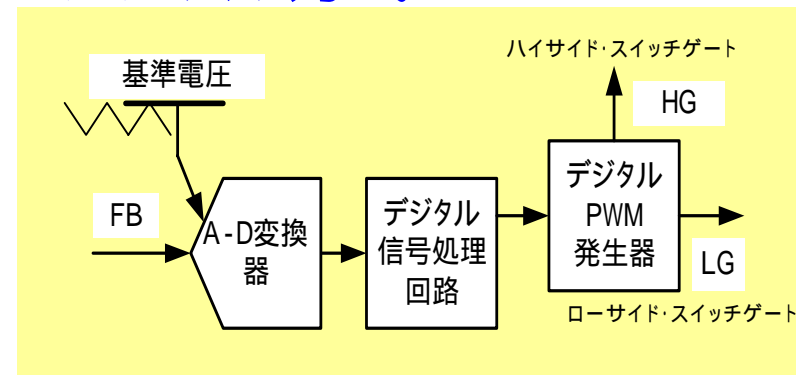 ハイサイド・スイッチゲート
基準電圧
HG
FB
A-D変換
器
デジタル
信号処理
回路
デジタル
PWM
発生器
LG
ローサイド・スイッチゲート